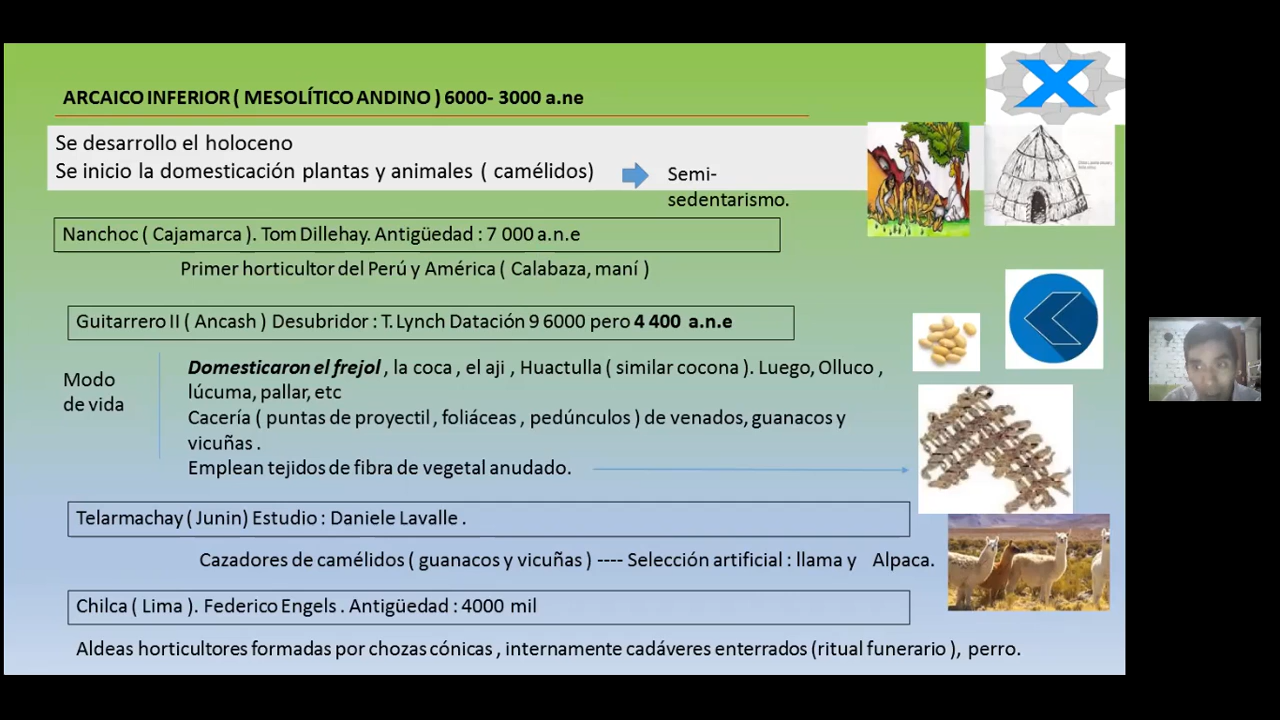 ARCAICO INFERIOR ( MESOLÍTICO ANDINO ) 6000- 3000 a.ne
Se desarrollo el holoceno
Se inicio la domesticación plantas y animales ( camélidos)
Semi-
sedentarismo.
Nanchoc ( Cajamarca ). Tom Dillehay. Antigüedad : 7 000 a.n.e
Primer horticultor del Perú y América ( Calabaza, maní )
Guitarrero II ( Ancash ) Desubridor : T. Lynch Datación 9 6000 pero 4 400 a.n.e
Modo
de vida
Domesticaron el frejol , la coca , el aji , Huactulla ( similar cocona ). Luego, Olluco ,
lúcuma, pallar, etc
Cacería ( puntas de proyectil , foliáceas , pedúnculos ) de venados, guanacos y
vicuñas .
Emplean tejidos de fibra de vegetal anudado.
Telarmachay ( Junin) Estudio : Daniele Lavalle .
Cazadores de camélidos ( guanacos y vicuñas ) ---- Selección artificial : llama y Alpaca.
Chilca ( Lima ). Federico Engels . Antigüedad : 4000 mil
Aldeas horticultores formadas por chozas cónicas , internamente cadáveres enterrados (ritual funerario ), perro.